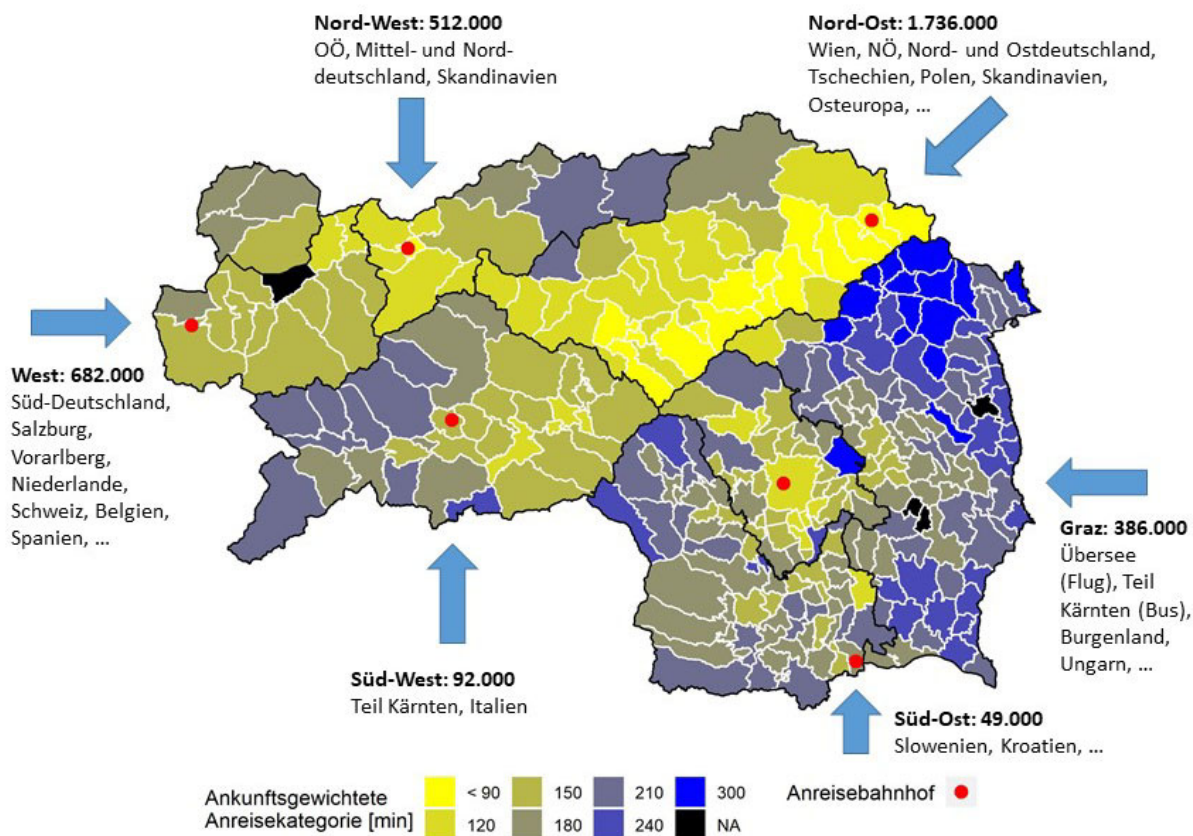 Nord-West: 512.000
OÖ, Mittel- und Nord-
deutschland, Skandinavien
Nord-Ost: 1.736.000
Wien, NÖ, Nord- und Ostdeutschland,
Tschechien, Polen, Skandinavien,
Osteuropa, ...
West: 682.000
Süd-Deutschland,
Salzburg,
Vorarlberg,
Niederlande,
Schweiz, Belgien,
Spanien, ...
Graz: 386.000
Übersee
(Flug), Teil
Kärnten (Bus),
Burgenland,
Ungarn, ...
Süd-West: 92.000
Teil Kärnten, Italien
Süd-Ost: 49.000
Slowenien, Kroatien, ...
Ankunftsgewichtete
Anreisekategorie [min]
< 90
150
210
300
120
180
240
NA
Anreisebahnhof